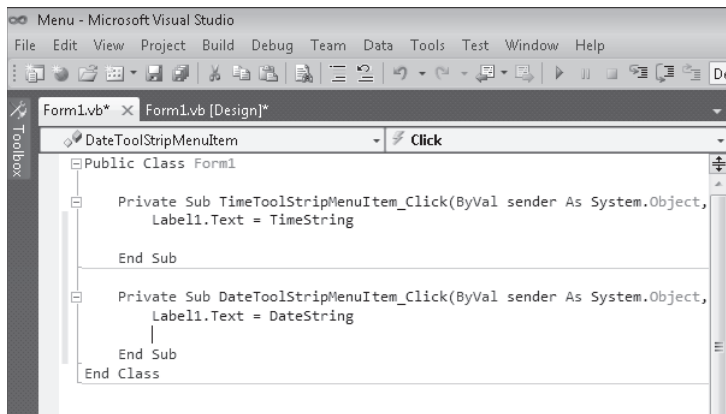 Menu - Microsoft Visual Studio
File Edit View Project Build Debug Team Data Tools Test Window Help
De
Toolbox
Form1.vb* Form1.vb [Design]*
DateToolStripMenuItem Click
Public Class Form1
Private Sub TimeToolStripMenuItem_Click(ByVal sender As System.Object,
Label1.Text = TimeString
End Sub
Private Sub DateToolStripMenuItem_Click(ByVal sender As System.Object,
Label1.Text = DateString
End Sub
End Class